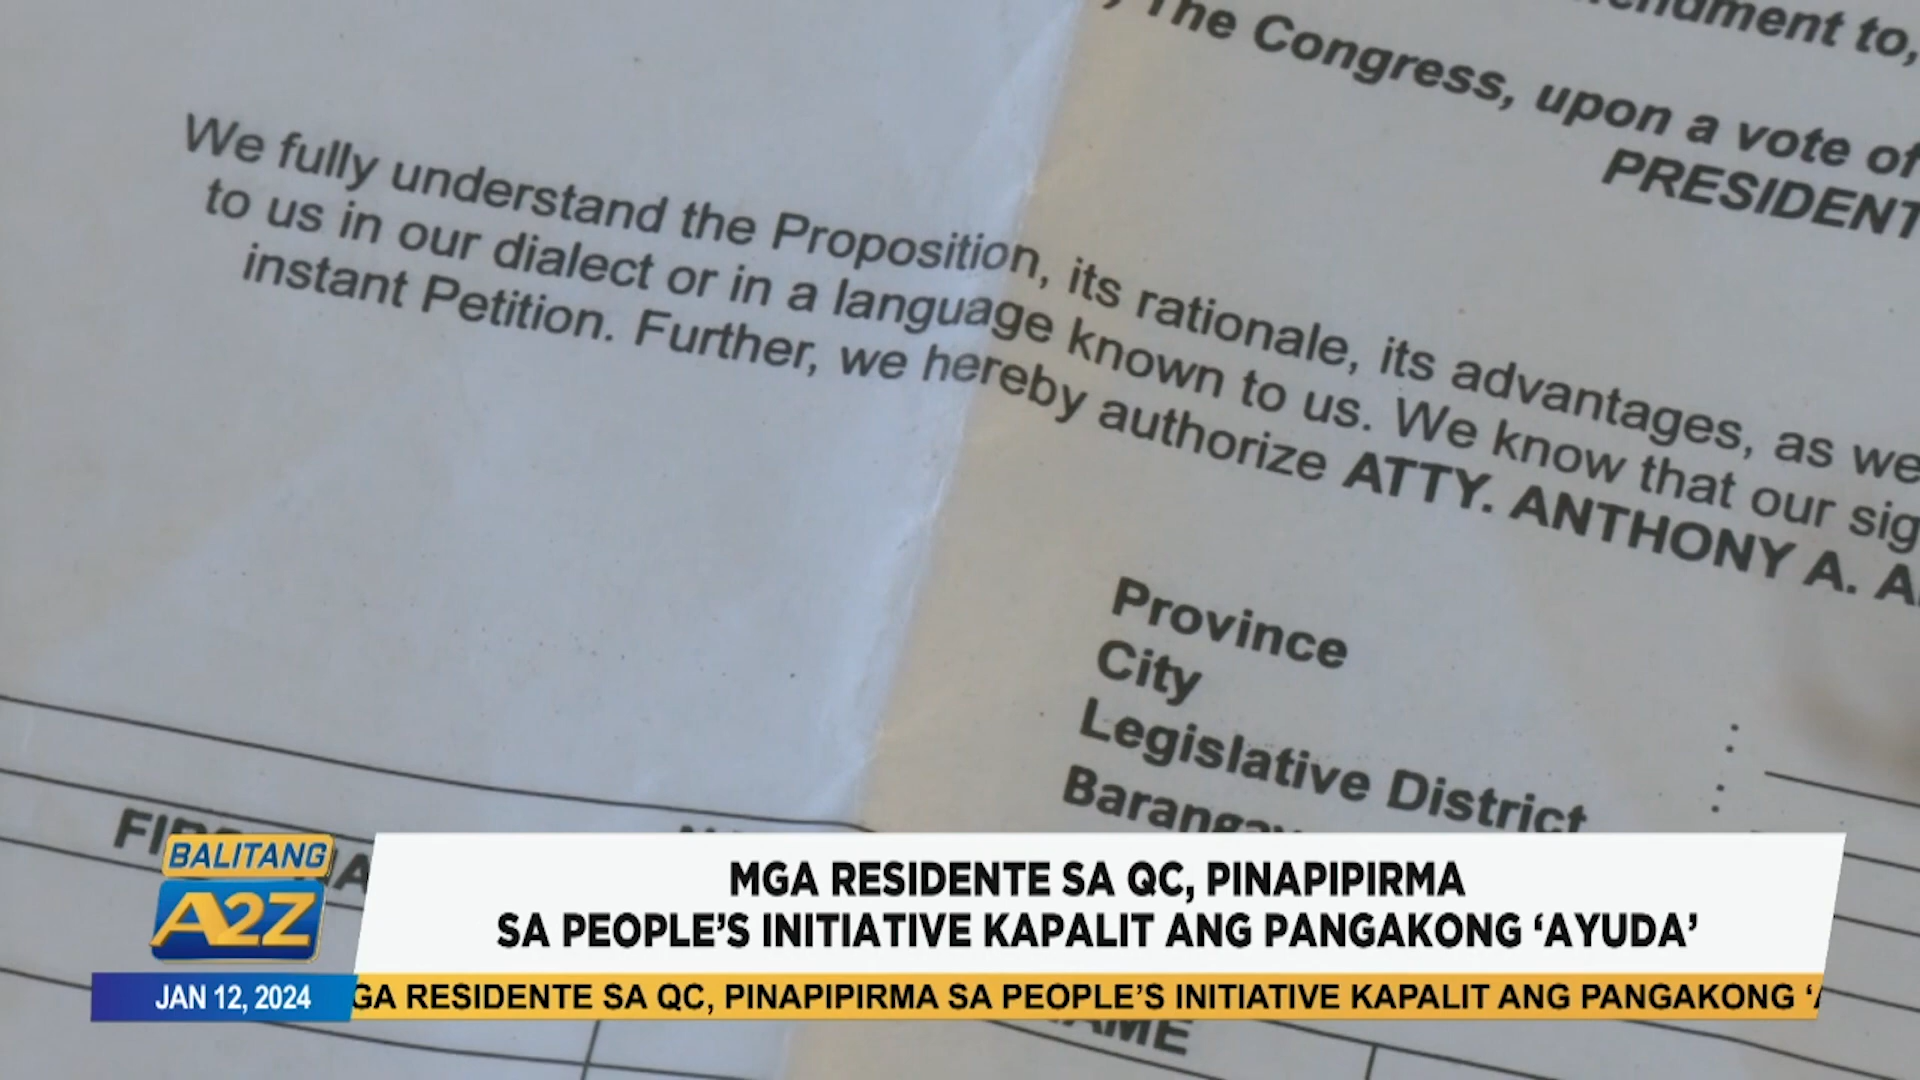 mendment to,
The Congress, upon a vote of
PRESIDENT
We fully understand the Proposition, its rationale, its advantages, as we
to us in our dialect or in a language known to us. We know that our sig
instant Petition. Further, we hereby authorize ATTY. ANTHONY A. A
Province
City
Legislative District
Barangay
BALITANG
A2Z
MGA RESIDENTE SA QC, PINAPIPIRMA
SA PEOPLE'S INITIATIVE KAPALIT ANG PANGAKONG ‘AYUDA’
JAN 12, 2024
GA RESIDENTE SA QC, PINAPIPIRMA SA PEOPLE'S INITIATIVE KAPALIT ANG PANGAKONG ‘A